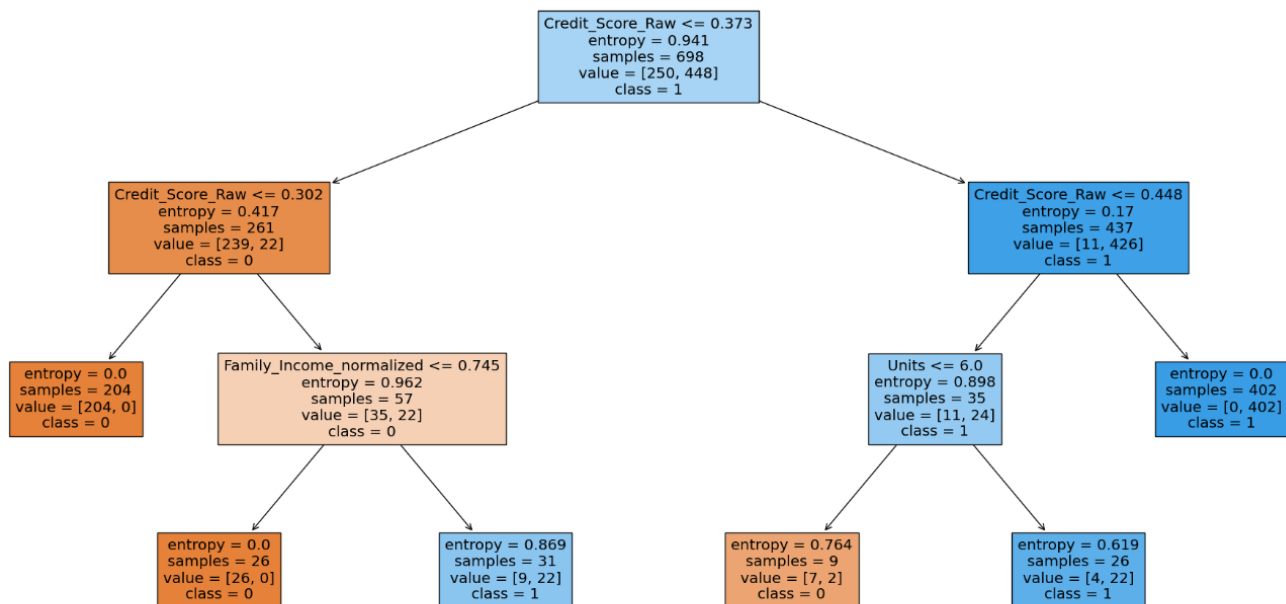 Credit_Score_Raw <= 0.373
entropy = 0.941
samples = 698
value = [250, 448]
class = 1
Credit_Score_Raw <= 0.302
entropy = 0.417
samples = 261
value = [239, 22]
class = 0
Credit_Score_Raw <= 0.448
entropy = 0.17
samples = 437
value = [11, 426]
class = 1
entropy = 0.0
samples = 204
value = [204, 0]
class = 0
Family_Income_normalized <= 0.745
entropy = 0.962
samples = 57
value = [35, 22]
class = 0
Units <= 6.0
entropy = 0.898
samples = 35
value = [11, 24]
class = 1
entropy = 0.0
samples = 402
value = [0, 402]
class = 1
entropy = 0.0
samples = 26
value = [26, 0]
class = 0
entropy = 0.869
samples = 31
value = [9, 22]
class = 1
entropy = 0.764
samples = 9
value = [7, 2]
class = 0
entropy = 0.619
samples = 26
value = [4, 22]
class = 1